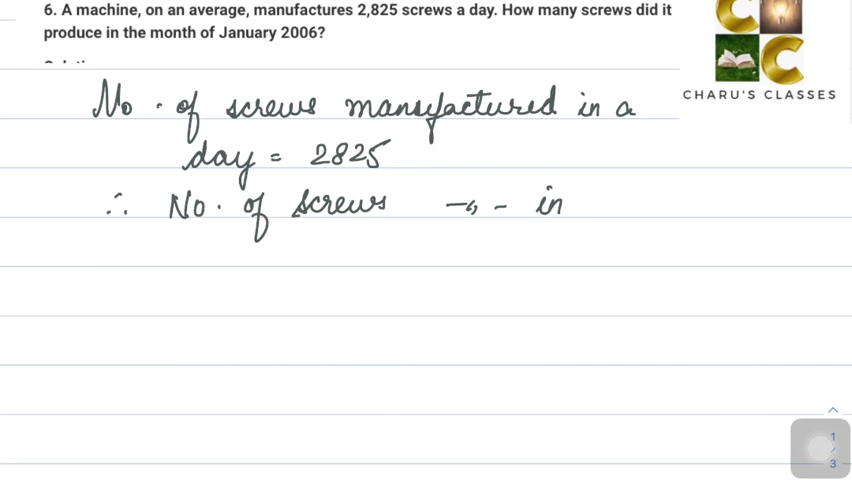 6. A machine, on an average, manufactures 2,825 screws a day. How many screws did it
produce in the month of January 2006?
CHARU'S CLASSES
No. of screws manufactured in a
day = 2825
∴ No. of screws —〃– in
1
3